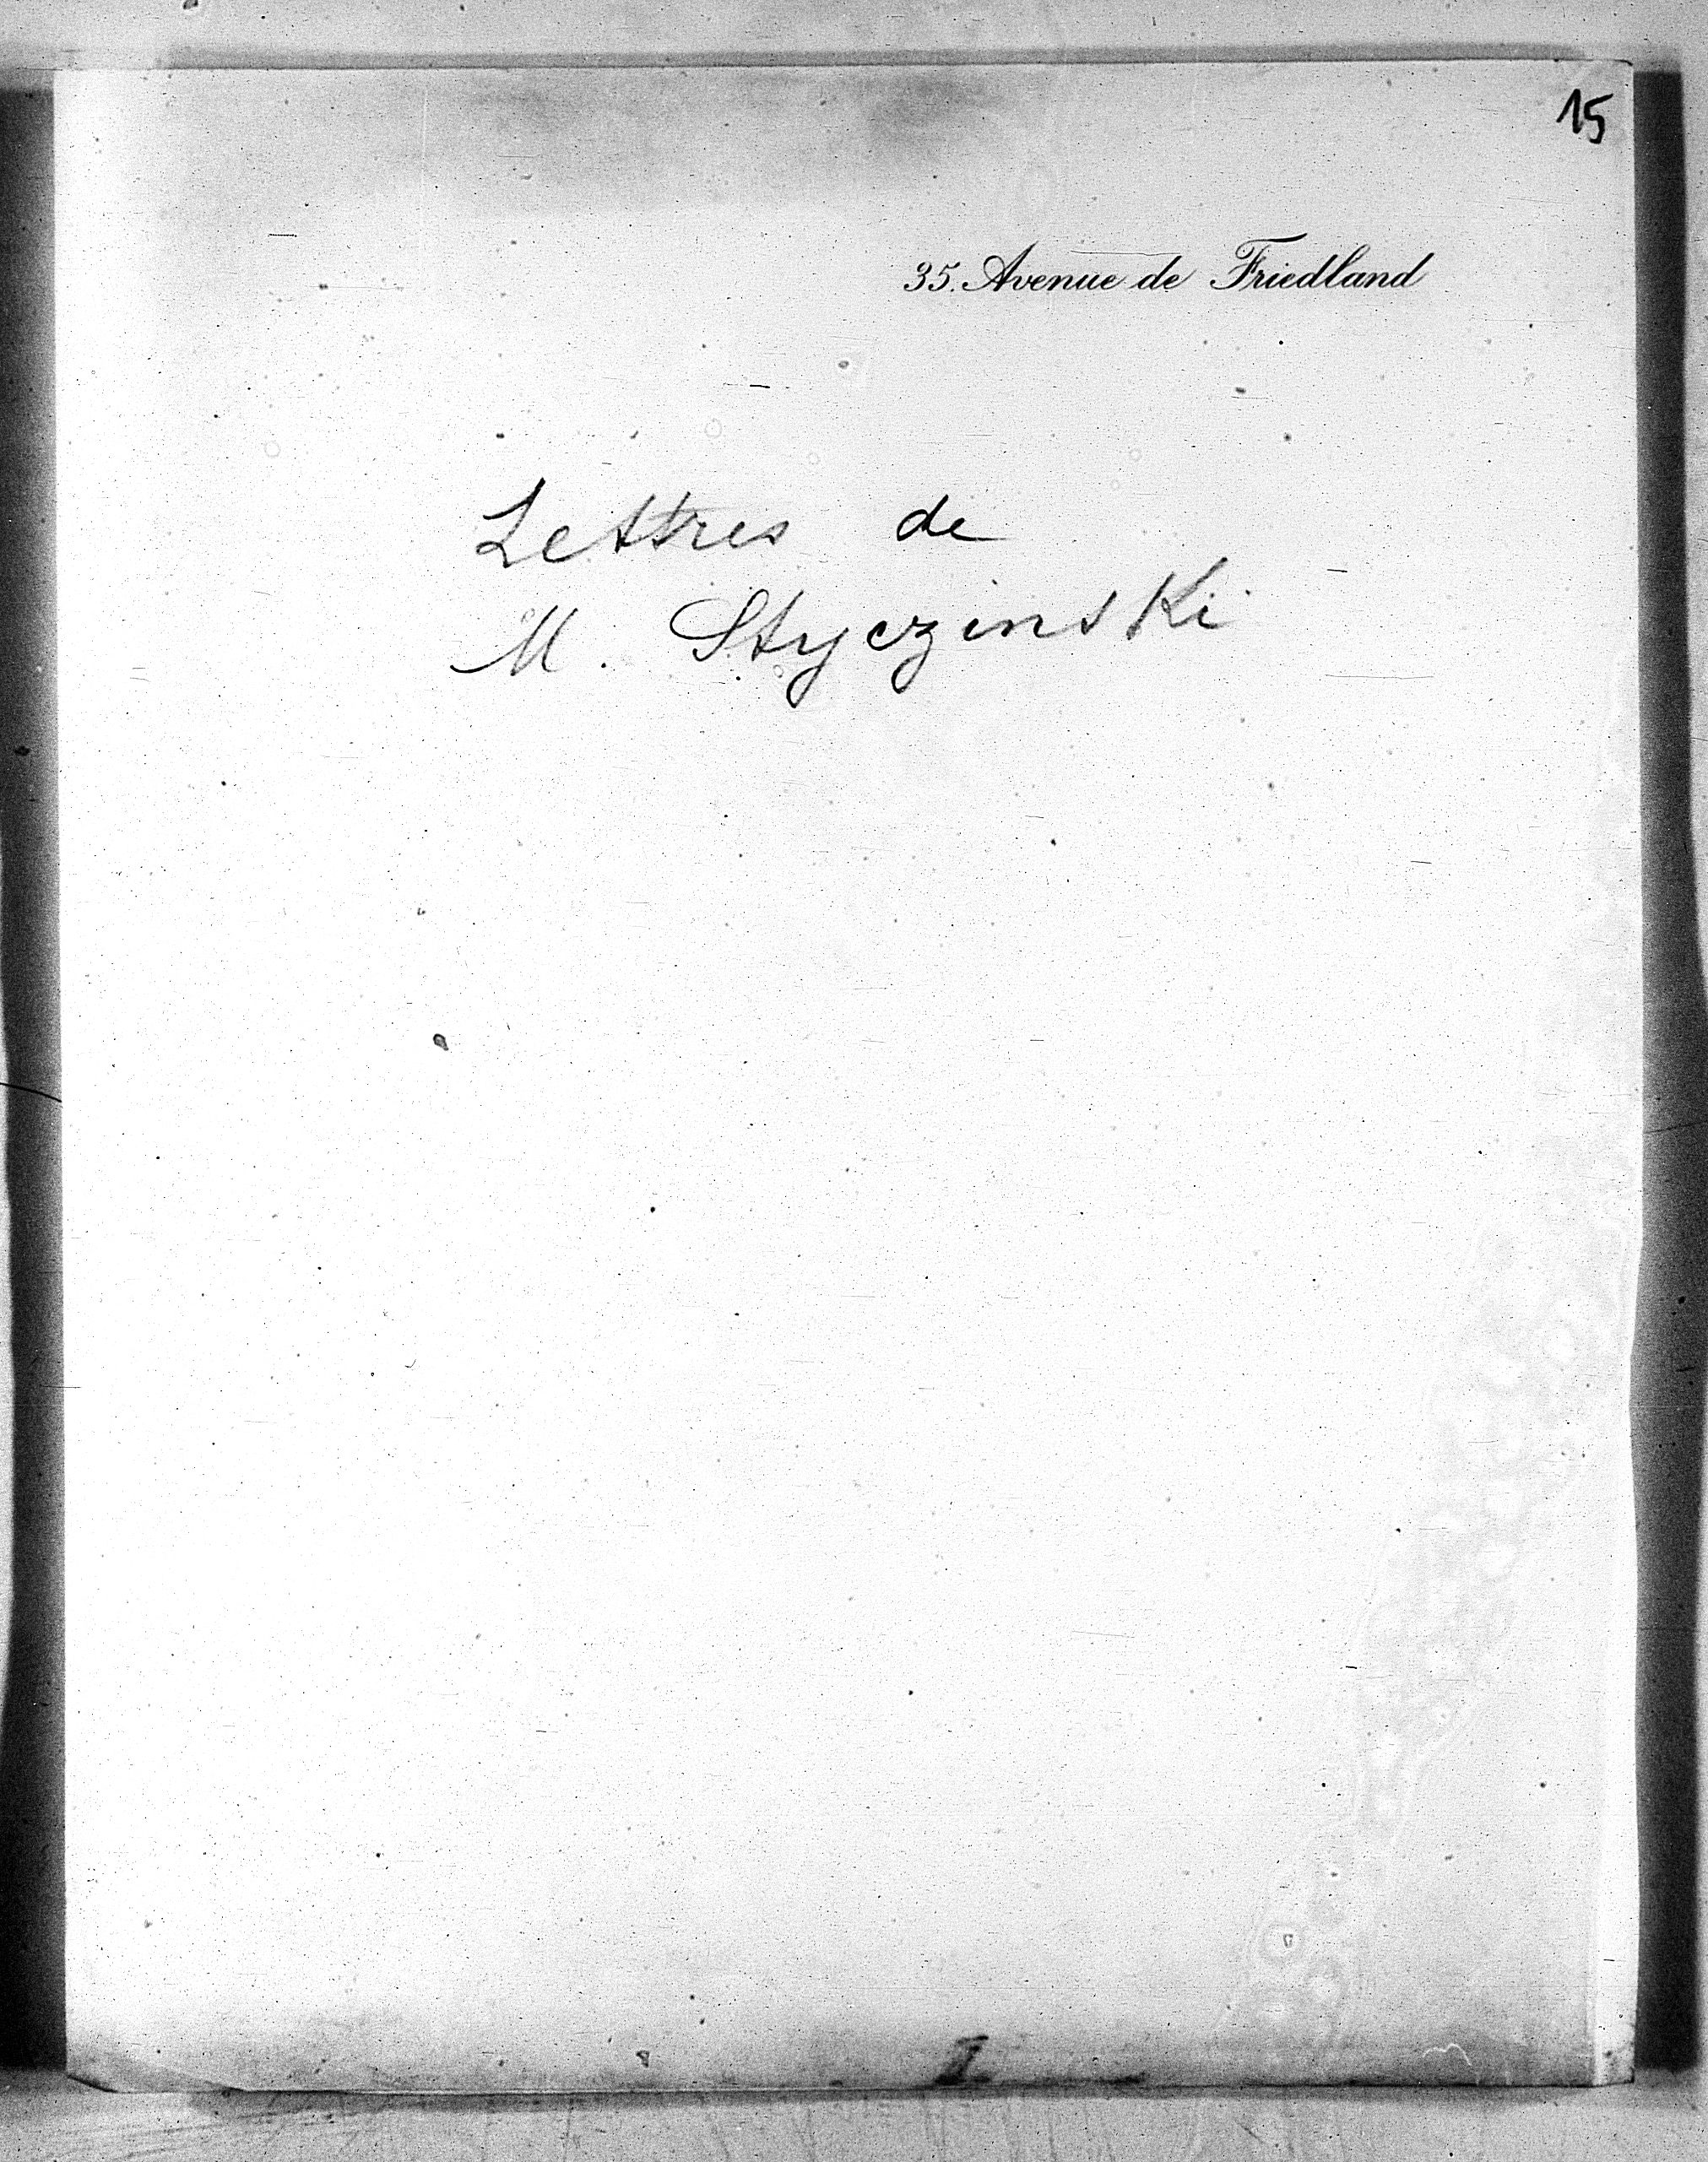 15
35. Avenue de Friedland
Lettres de
M. Styczinski